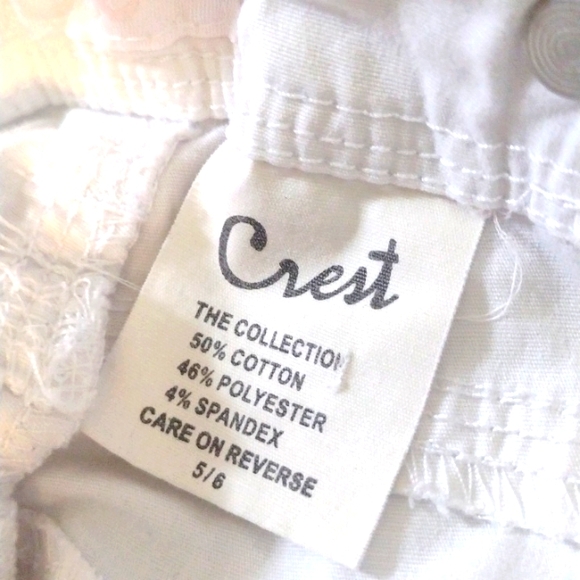 Crest
THE COLLECTION
50% COTTON
46% POLYESTER
4% SPANDEX
CARE ON REVERSE
5/6